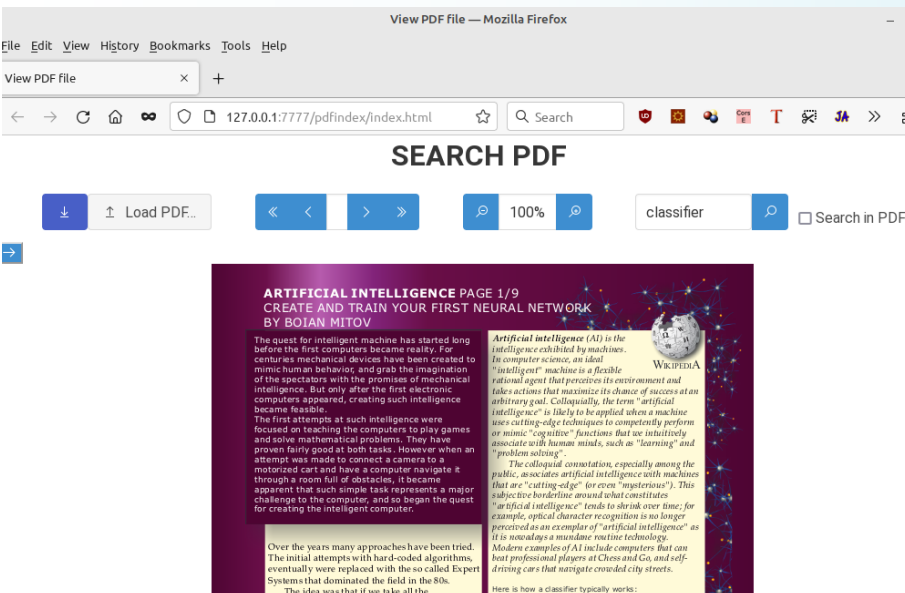 View PDF file — Mozilla Firefox
File Edit View History Bookmarks Tools Help
View PDF file
127.0.0.1:7777/pdfindex/index.html
Search
SEARCH PDF
Load PDF...
100%
classifier
Search in PDF
ARTIFICIAL INTELLIGENCE PAGE 1/9
CREATE AND TRAIN YOUR FIRST NEURAL NETWORK
BY BOIAN MITOV
The quest for intelligent machine has started long
before the first computers became reality. For
centuries mechanical devices have been created to
mimic human behavior, and grab the imagination
of the spectators with the promises of mechanical
intelligence. But only after the first electronic
computers appeared, creating such intelligence
became feasible.
The first attempts at such intelligence were
focused on teaching the computers to play games
and solve mathematical problems. They have
proven fairly good at both tasks. However when an
attempt was made to connect a camera to a
motorized cart and have a computer navigate it
through a room full of obstacles, it became
apparent that such simple task represents a major
challenge to the computer, and so began the quest
for creating the intelligent computer.
Over the years many approaches have been tried.
The initial attempts with hard-coded algorithms,
eventually were replaced with the so called Expert
Systems that dominated the field in the 80s.
The idea was that if we take all the
Artificial intelligence (AI) is the
intelligence exhibited by machines.
In computer science, an ideal
"intelligent" machine is a flexible
rational agent that perceives its environment and
takes actions that maximize its chance of success at an
arbitrary goal. Colloquially, the term "artificial
intelligence" is likely to be applied when a machine
uses cutting-edge techniques to competently perform
or mimic "cognitive" functions that we intuitively
associate with human minds, such as "learning" and
"problem solving".
The colloquial connotation, especially among the
public, associates artificial intelligence with machines
that are "cutting-edge" (or even "mysterious"). This
subjective borderline around what constitutes
"artificial intelligence" tends to shrink over time; for
example, optical character recognition is no longer
perceived as an exemplar of "artificial intelligence" as
it is nowadays a mundane routine technology.
Modern examples of AI include computers that can
beat professional players at Chess and Go, and self-
driving cars that navigate crowded city streets.
Here is how a classifier typically works:
WIKIPEDIA